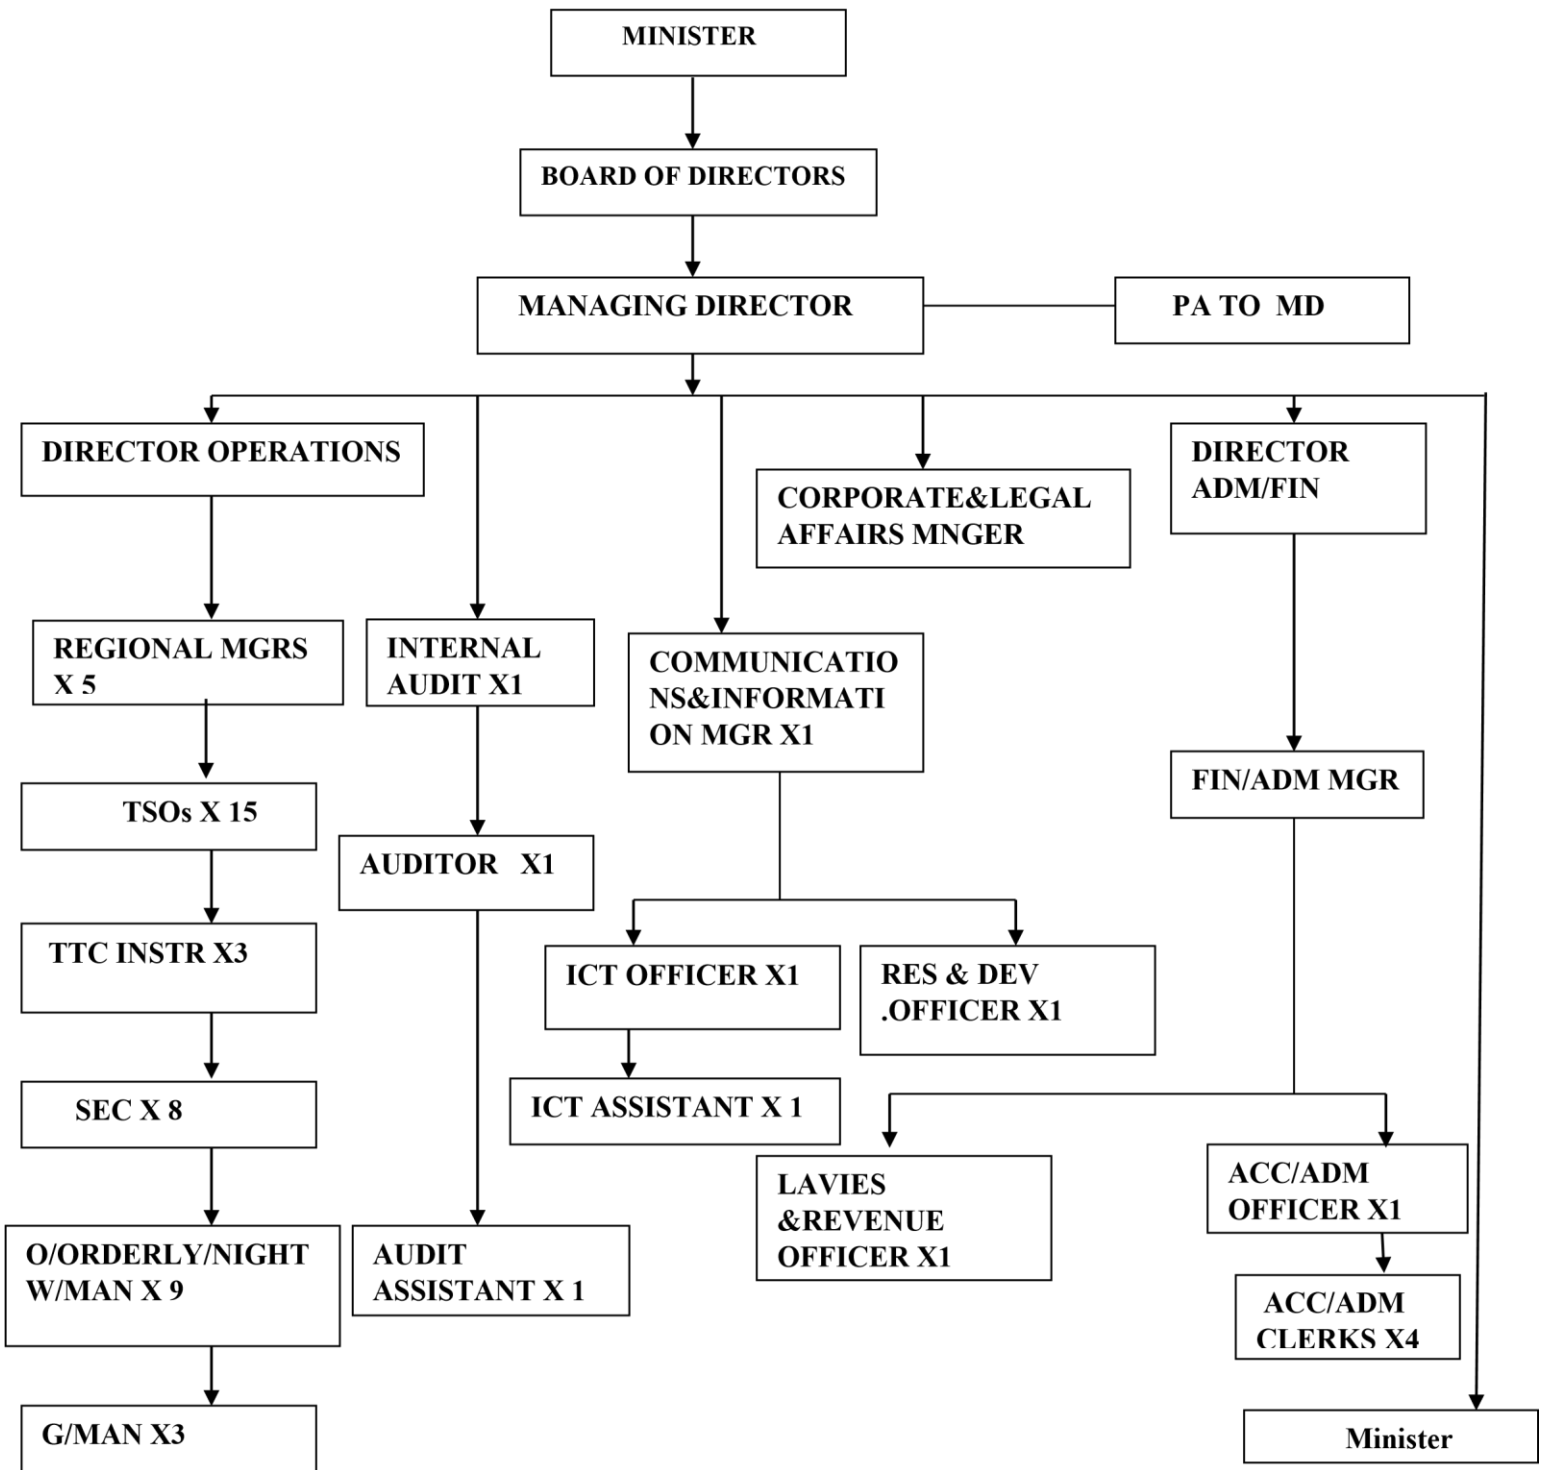 MINISTER
BOARD OF DIRECTORS
MANAGING DIRECTOR
PA TO MD
DIRECTOR OPERATIONS
CORPORATE&LEGAL
AFFAIRS MNGER
DIRECTOR
ADM/FIN
REGIONAL MGRS
X 5
INTERNAL
AUDIT X1
COMMUNICATIO
NS&INFORMATI
ON MGR X1
FIN/ADM MGR
TSOs X 15
AUDITOR X1
TTC INSTR X3
ICT OFFICER X1
RES & DEV
.OFFICER X1
SEC X 8
ICT ASSISTANT X 1
LAVIES
&REVENUE
OFFICER X1
ACC/ADM
OFFICER X1
O/ORDERLY/NIGHT
W/MAN X 9
AUDIT
ASSISTANT X 1
ACC/ADM
CLERKS X4
G/MAN X3
Minister